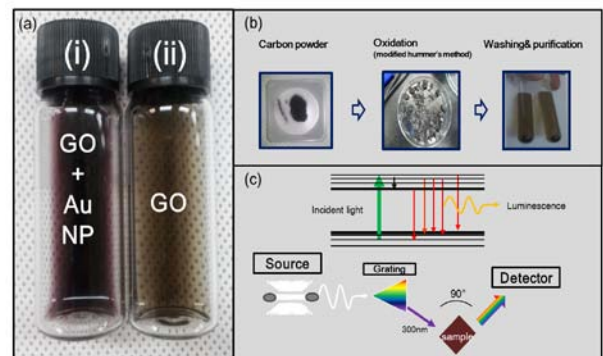 (a)
(i)
(ii)
GO
+
Au
NP
GO
(b)
Carbon powder
Oxidation
(modified hummer's method)
Washing& purification
(c)
Incident light
Luminescence
Source
Grating
Detector
90°
300nm
sample